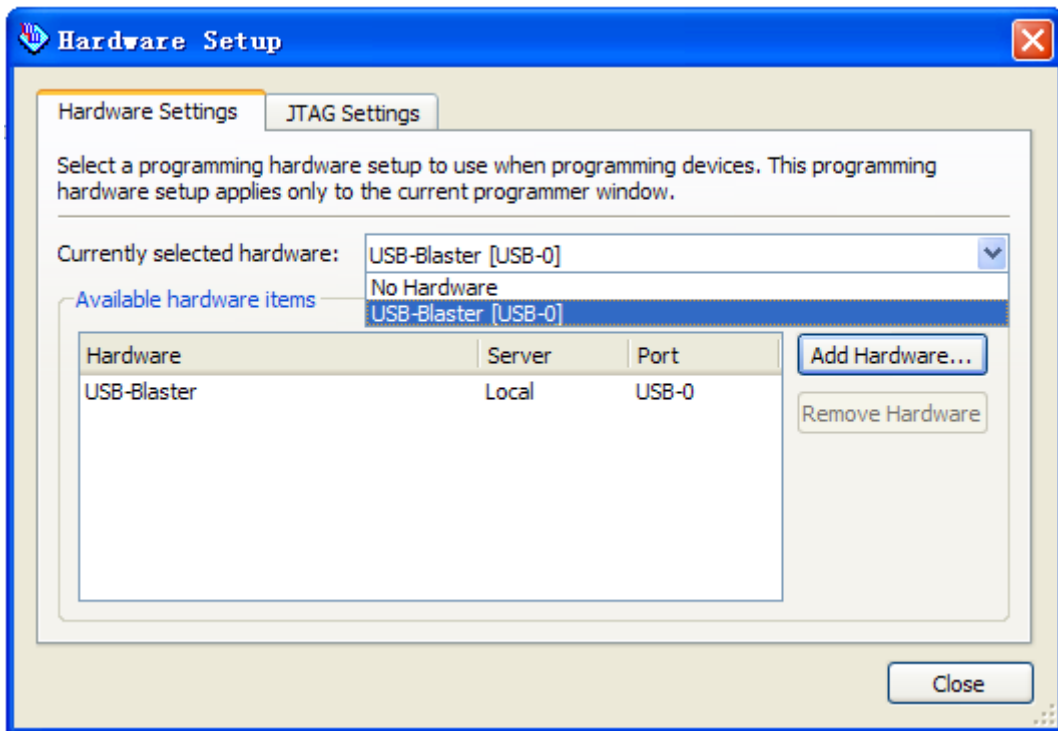 Hardware Setup
Hardware Settings
JTAG Settings
Select a programming hardware setup to use when programming devices. This programming
hardware setup applies only to the current programmer window.
Currently selected hardware:
USB-Blaster [USB-0]
No Hardware
USB-Blaster [USB-0]
Available hardware items
Hardware Server Port
USB-Blaster Local USB-0
Add Hardware...
Remove Hardware
Close